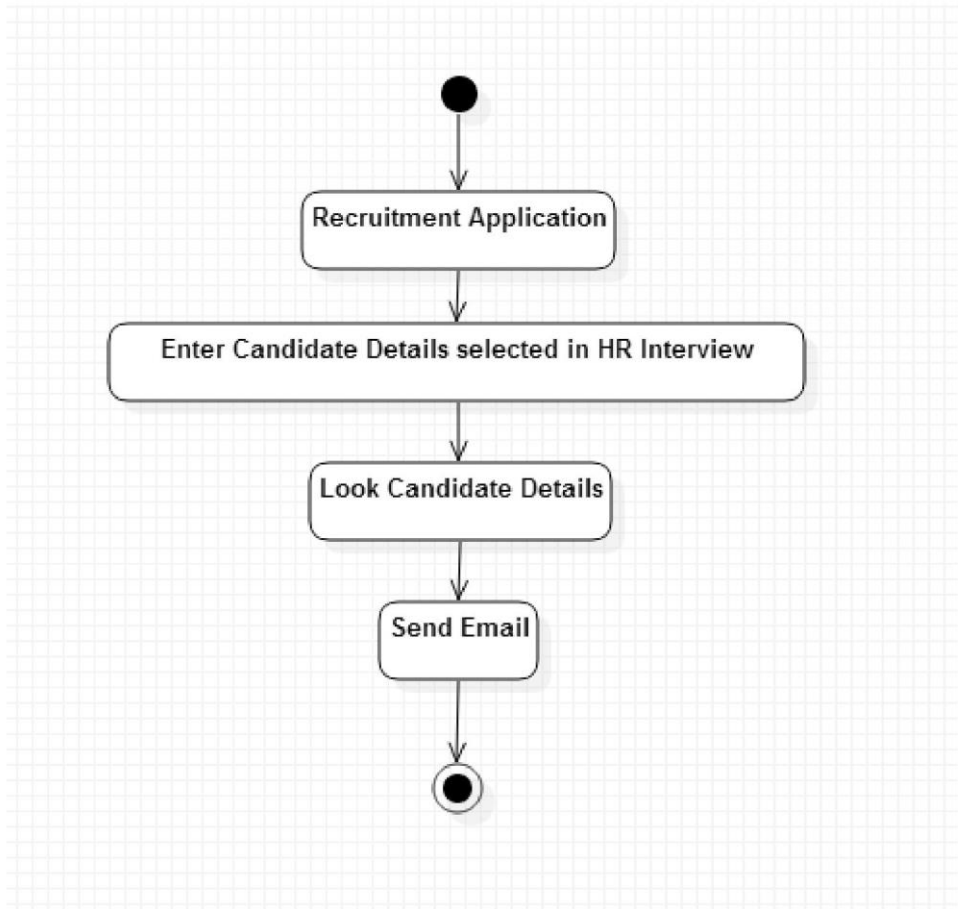 Recruitment Application
Enter Candidate Details selected in HR Interview
Look Candidate Details
Send Email